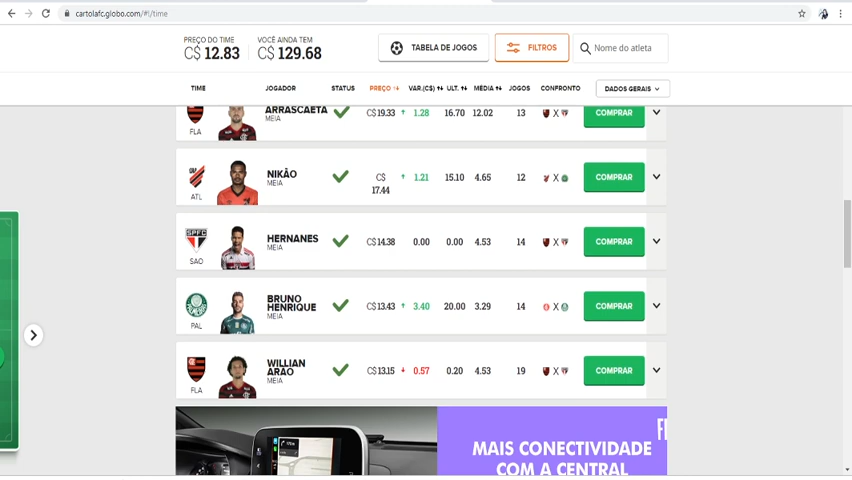 cartolafc.globo.com/#!/time
PREÇO DO TIME
C$ 12.83
VOCÊ AINDA TEM
C$ 129.68
TABELA DE JOGOS
FILTROS
Nome do atleta
TIME JOGADOR STATUS PREÇO VAR.(C$) ULT. MÉDIA JOGOS CONFRONTO DADOS GERAIS
FLA
ARRASCAETA
MEIA
C$ 19.33 1.28 16.70 12.02 13 X COMPRAR
ATL
NIKÃO
MEIA
C$
17.44
1.21 15.10 4.65 12 X COMPRAR
SPFC
SAO
HERNANES
MEIA
C$ 14.38 0.00 0.00 4.53 14 X COMPRAR
PAL
BRUNO
HENRIQUE
MEIA
C$ 13.43 3.40 20.00 3.29 14 X COMPRAR
FLA
WILLIAN
ARÃO
MEIA
C$ 13.15 0.57 0.20 4.53 19 X COMPRAR
MAIS CONECTIVIDADE
COM A CENTRAL